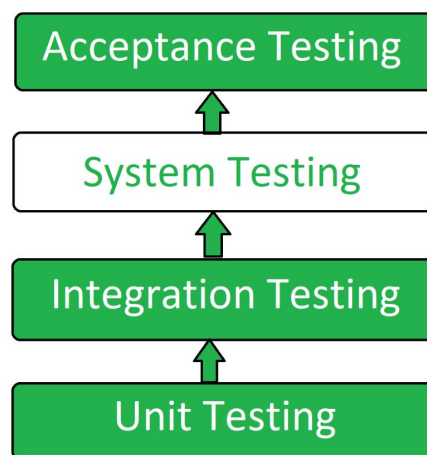 Acceptance Testing
System Testing
Integration Testing
Unit Testing